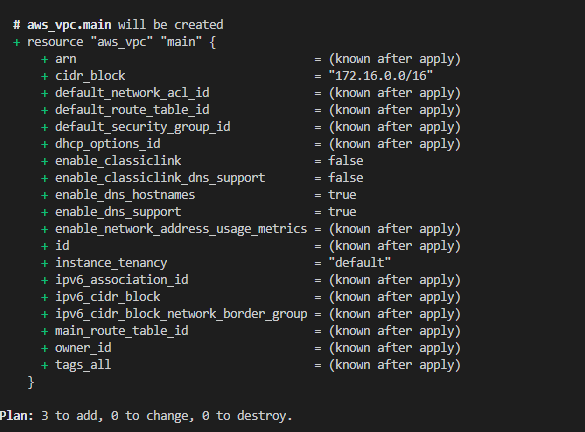 # aws_vpc.main will be created
+ resource "aws_vpc" "main" {
+ arn = (known after apply)
+ cidr_block = "172.16.0.0/16"
+ default_network_acl_id = (known after apply)
+ default_route_table_id = (known after apply)
+ default_security_group_id = (known after apply)
+ dhcp_options_id = (known after apply)
+ enable_classiclink = false
+ enable_classiclink_dns_support = false
+ enable_dns_hostnames = true
+ enable_dns_support = true
+ enable_network_address_usage_metrics = (known after apply)
+ id = (known after apply)
+ instance_tenancy = "default"
+ ipv6_association_id = (known after apply)
+ ipv6_cidr_block = (known after apply)
+ ipv6_cidr_block_network_border_group = (known after apply)
+ main_route_table_id = (known after apply)
+ owner_id = (known after apply)
+ tags_all = (known after apply)
}
Plan: 3 to add, 0 to change, 0 to destroy.